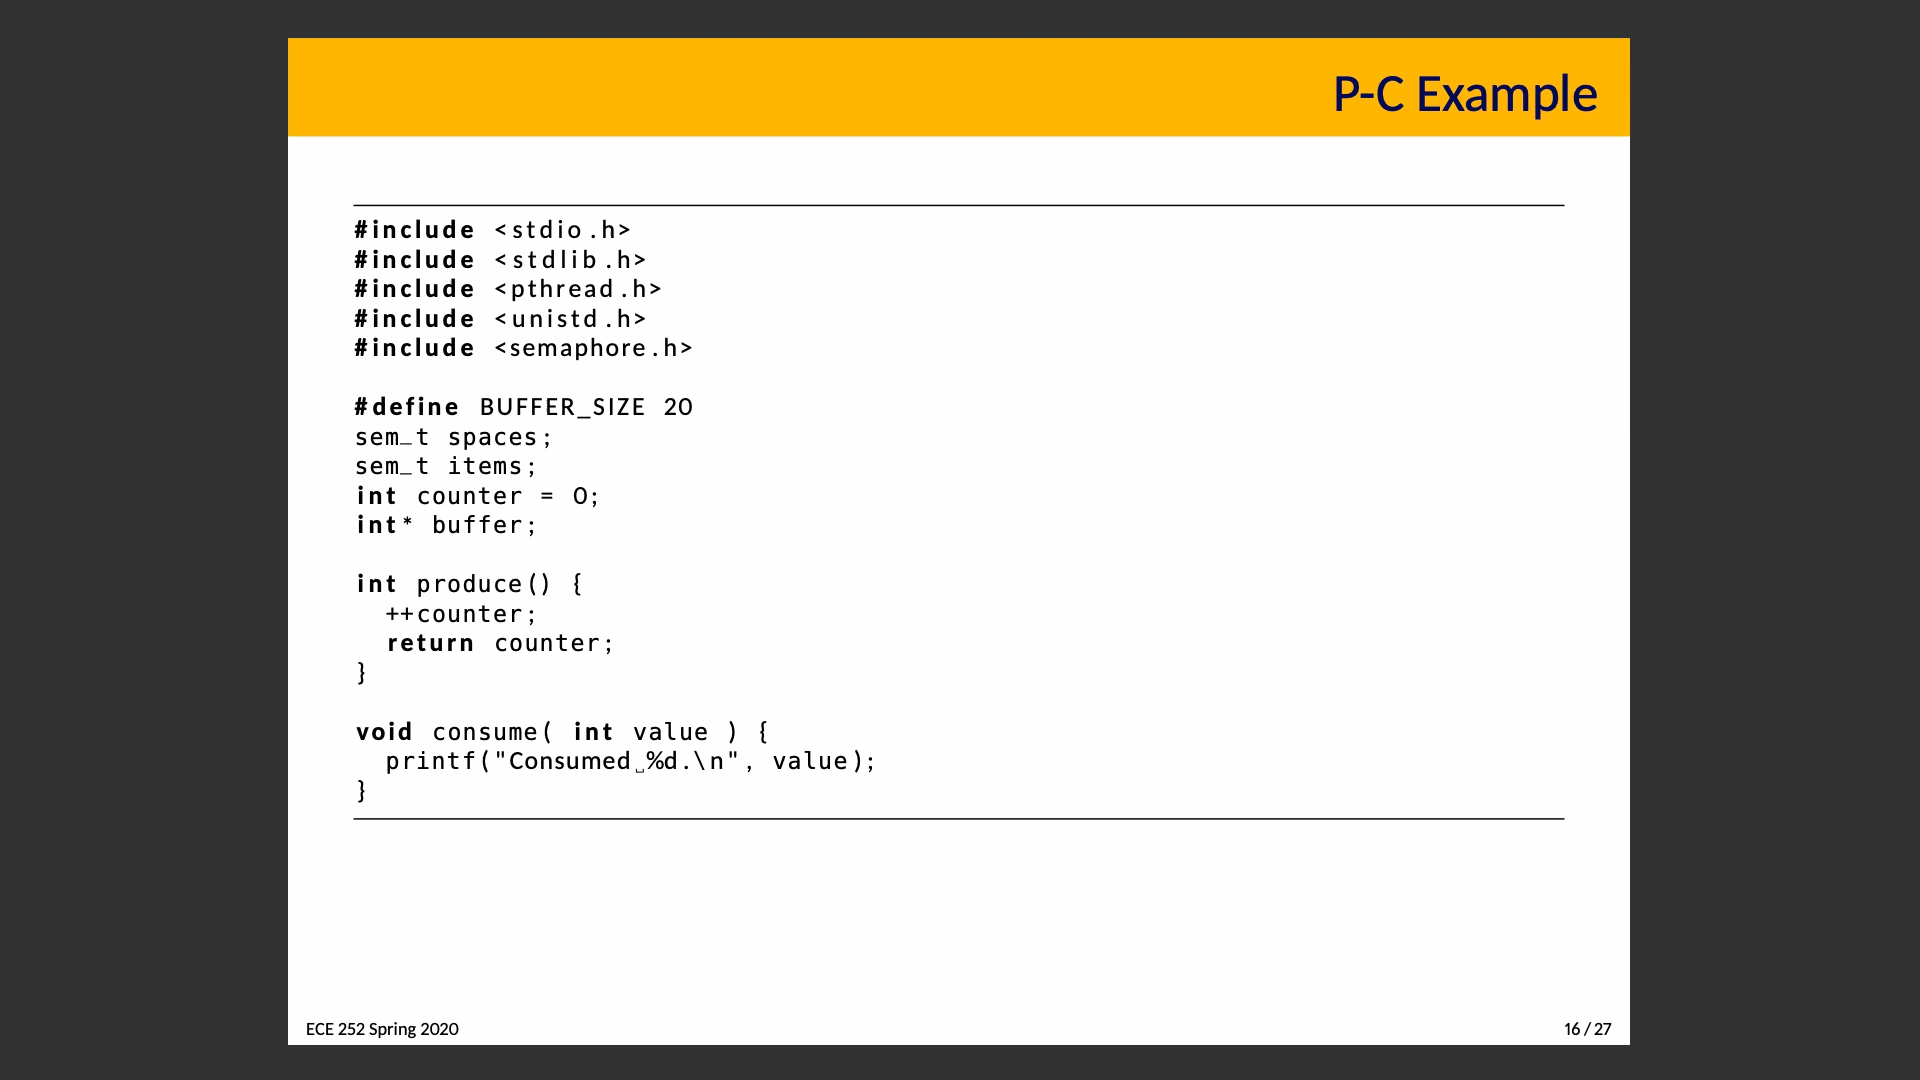 P-C Example
#include <stdio.h>
#include <stdlib.h>
#include <pthread.h>
#include <unistd.h>
#include <semaphore.h>

#define BUFFER_SIZE 20
sem_t spaces;
sem_t items;
int counter = 0;
int* buffer;

int produce() {
  ++counter;
  return counter;
}

void consume( int value ) {
  printf("Consumed␣%d.\n", value);
}
ECE 252 Spring 2020
16 / 27